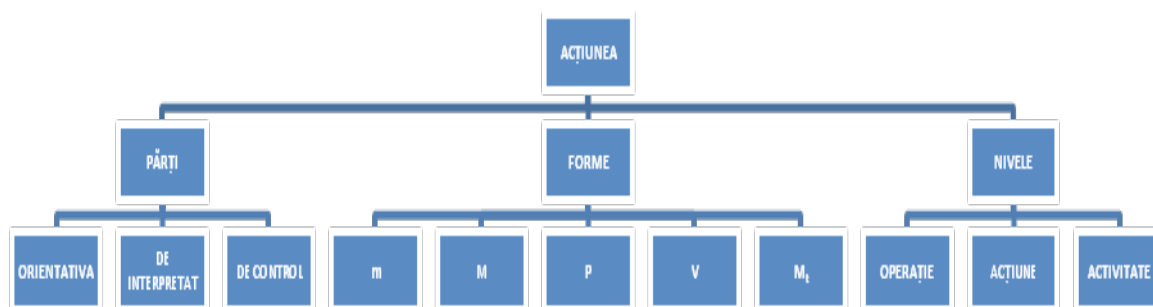 ACȚIUNEA
PĂRȚI
FORME
NIVELE
ORIENTATIVA
DE
INTERPRETAT
DE CONTROL
m
M
P
V
Mₜ
OPERAȚIE
ACȚIUNE
ACTIVITATE